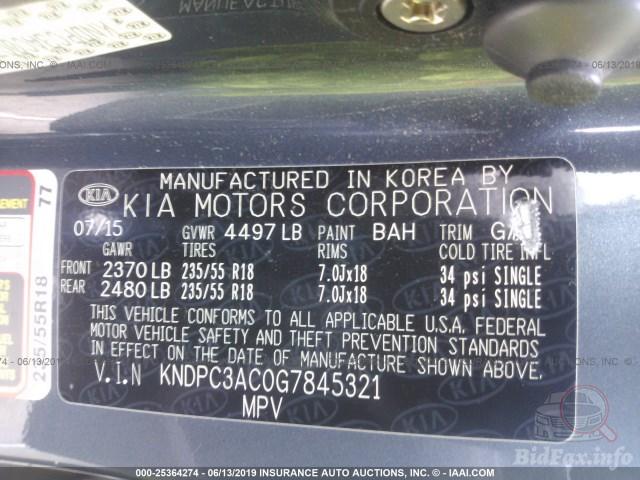 MANUFACTURED IN KOREA BY
KIA KIA MOTORS CORPORATION
07/15 GVWR 4497 LB PAINT BAH TRIM
GAWR TIRES RIMS COLD TIRE INFL
FRONT 2370 LB 235/55 R18 7.0Jx18 34 psi SINGLE
REAR 2480 LB 235/55 R18 7.0Jx18 34 psi SINGLE
THIS VEHICLE CONFORMS TO ALL APPLICABLE U.S.A. FEDERAL
MOTOR VEHICLE SAFETY AND THEFT PREVENTION STANDARDS
IN EFFECT ON THE DATE OF MANUFACTURE SHOWN ABOVE.
V.I.N KNDPC3AC0G7845321
MPV
77
235/55R18
000-25364274 - 06/13/2019 INSURANCE AUTO AUCTIONS, INC. - IAAI.COM
BidFax.info